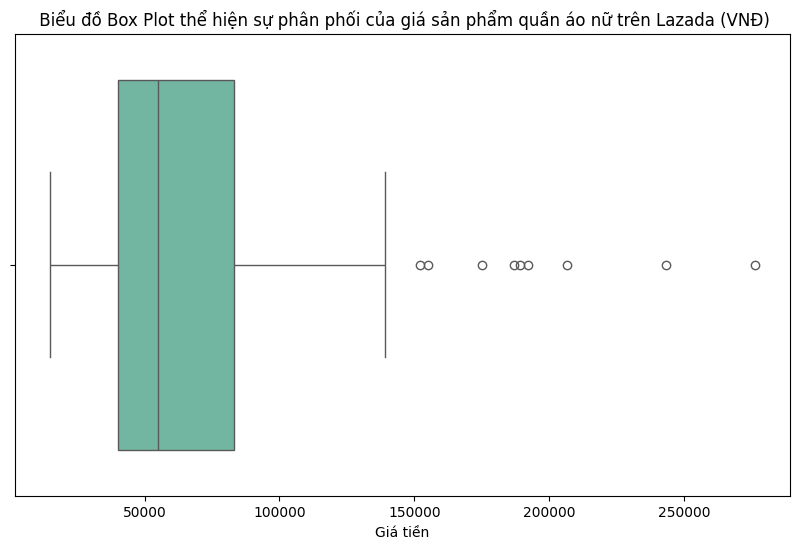 Biểu đồ Box Plot thể hiện sự phân phối của giá sản phẩm quần áo nữ trên Lazada (VNĐ)
50000 100000 150000 200000 250000
Giá tiền